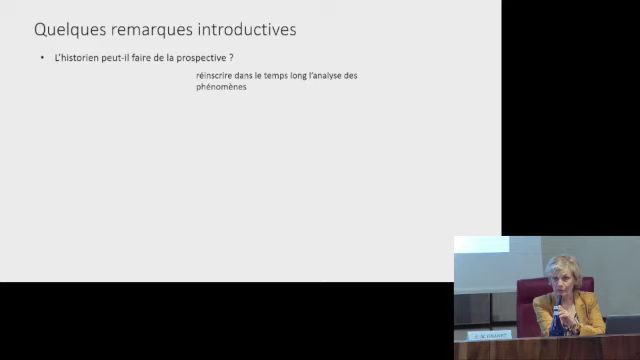 Quelques remarques introductives
• L'historien peut-il faire de la prospective ?
réinscrire dans le temps long l'analyse des
phénomènes